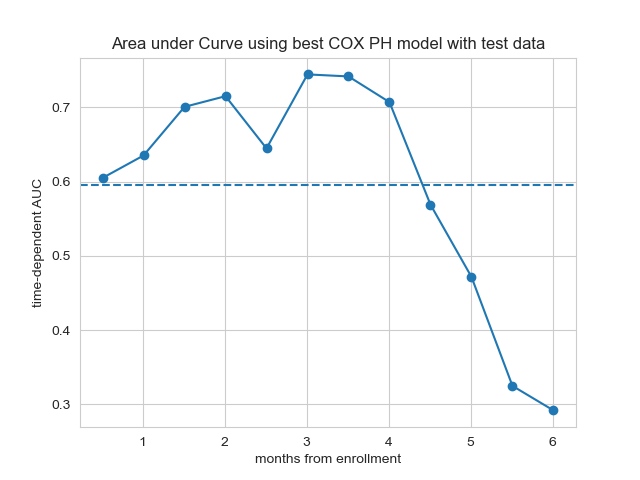 Area under Curve using best COX PH model with test data
time-dependent AUC
0.7
0.6
0.5
0.4
0.3
1 2 3 4 5 6
months from enrollment